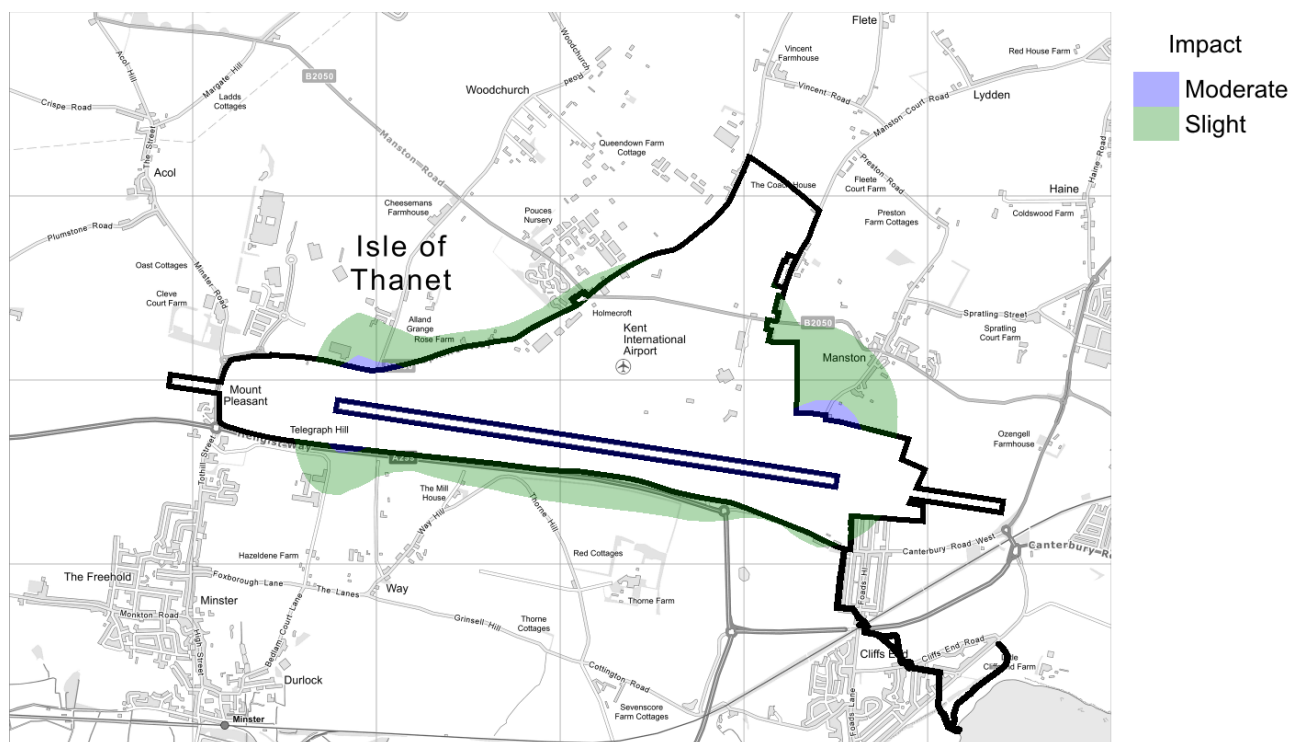 Impact
Moderate
Slight
Flete
Vincent
Farmhouse
Red House Farm
Woodchurch
Road
Acol Hill
Margate Hill
B2050
Crispe Road
Ladds
Cottages
Woodchurch
Vincent Road
Manston Court Road
Lydden
The Street
Manston Road
Queendown Farm
Cottage
Haine Road
Acol
The Coach House
Fleete
Court Farm
Preston Road
Haine
Cheesemans
Farmhouse
Pouces
Nursery
Preston
Farm Cottages
Coldswood Farm
Plumstone Road
Isle of
Thanet
Oast Cottages
Minster Road
Cleve
Court Farm
Holmecroft
Alland
Grange
Rose Farm
Kent
International
Airport
B2050
Spratling Street
Spratling
Court Farm
Manston
Mount
Pleasant
Telegraph Hill
Hengist Way
Ozengell
Farmhouse
Tothill Street
The Mill
House
Way Hill
Thorne Hill
Hazeldene Farm
Red Cottages
Canterbury Road West
The Freehold
Foxborough Lane
The Lanes
Way
Foads Hi
Minster
Thorne Farm
Monkton Road
Bedlam Court Lane
Grinsell Hill
Thorne
Cottages
High Street
Cliffs End Road
Cliffs End
Cottington Road
Durlock
Foads Lane
Sevenscore
Farm Cottages
Minster